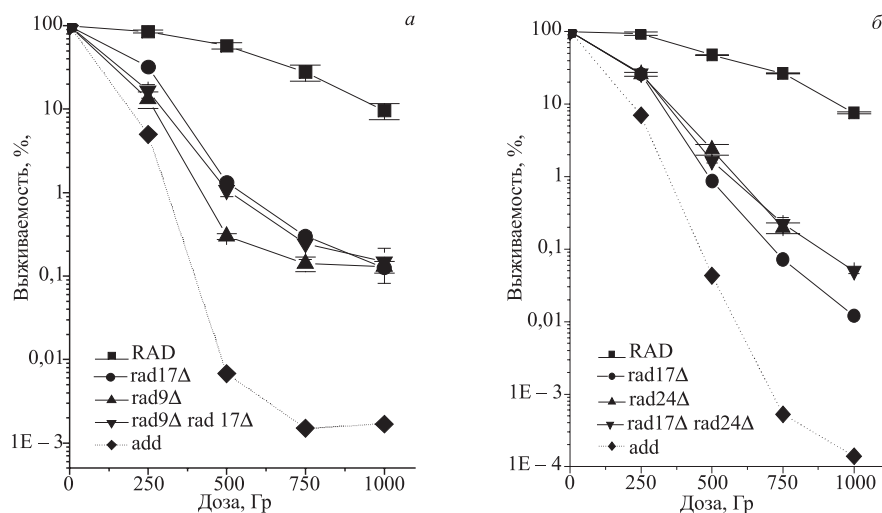 а
Выживаемость, %,
100
10
1
0,1
0,01
1E – 3
RAD
rad17Δ
rad9Δ
rad9Δ rad 17Δ
add
0 250 500 750 1000
Доза, Гр
б
Выживаемость, %,
100
10
1
0,1
0,01
1E – 3
1E – 4
RAD
rad17Δ
rad24Δ
rad17Δ rad24Δ
add
0 250 500 750 1000
Доза, Гр